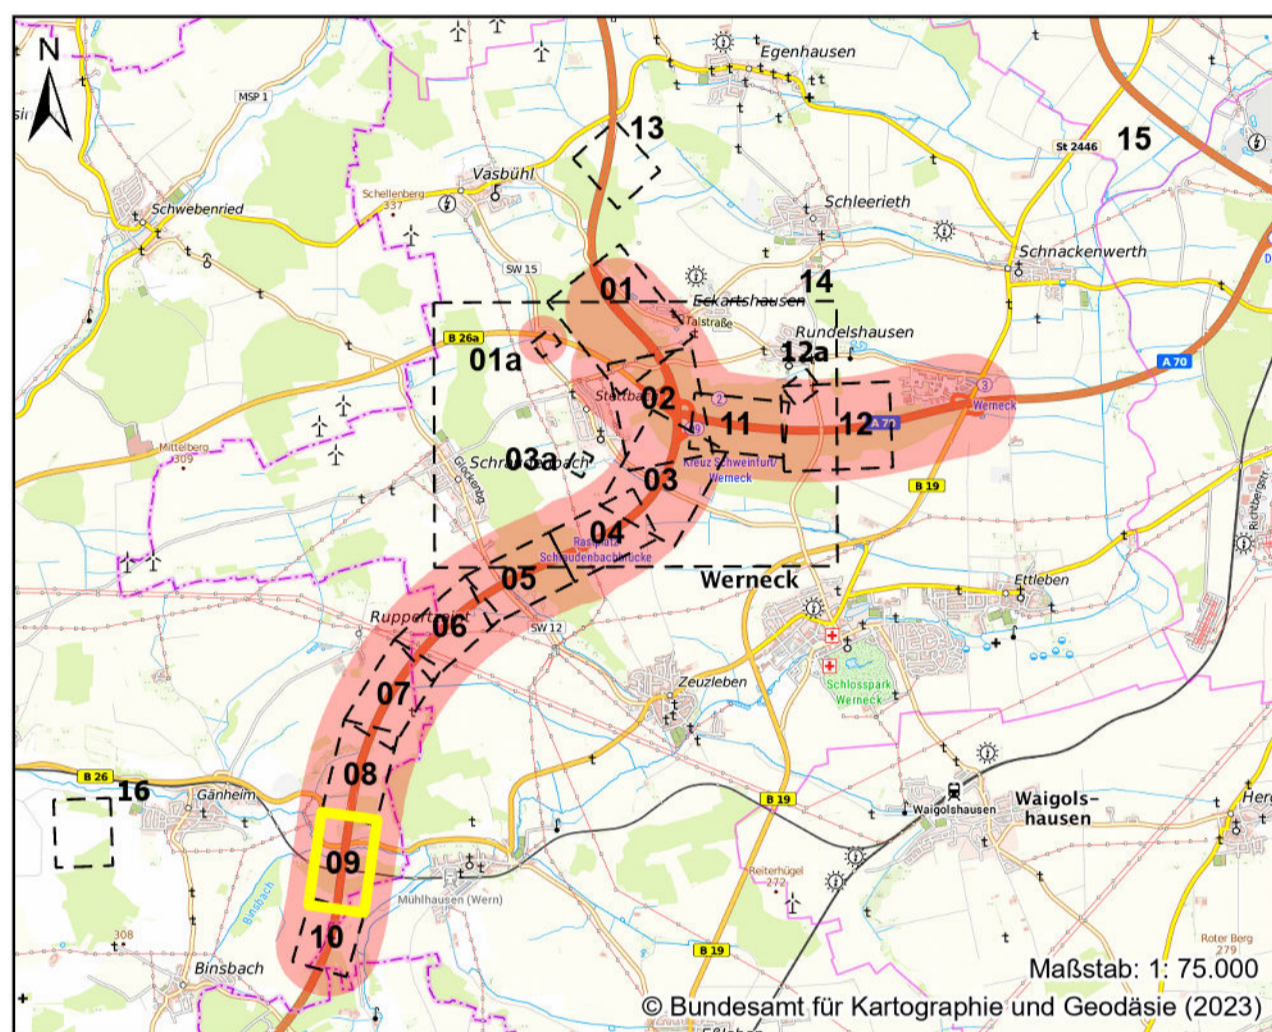 N
Egenhausen
MSP 1
13
St 2446
15
Vasbühl
Schellenberg
337
Schwebenried
Schleerieth
SW 15
Schnackenwerth
01
14
Eckartshausen
Talstraße
Rundelshausen
B 26a
01a
12a
A 70
02
2
3
Werneck
11
12
A 70
Mittelberg
309
03a
Schraudenbach
03
Kreuz Schweinfurt/
Werneck
B 19
04
Schraudenbachbrücke
Werneck
05
Ettleben
06
SW 12
Zeuzleben
07
Schlosspark
Werneck
08
B 26
16
Gänheim
B 19
Waigolshausen
Waigols-
hausen
09
Reiterhügel
272
Mühlhausen (Wern)
Binsbach
10
308
B 19
Roter Berg
279
Binsbach
Maßstab: 1: 75.000
© Bundesamt für Kartographie und Geodäsie (2023)